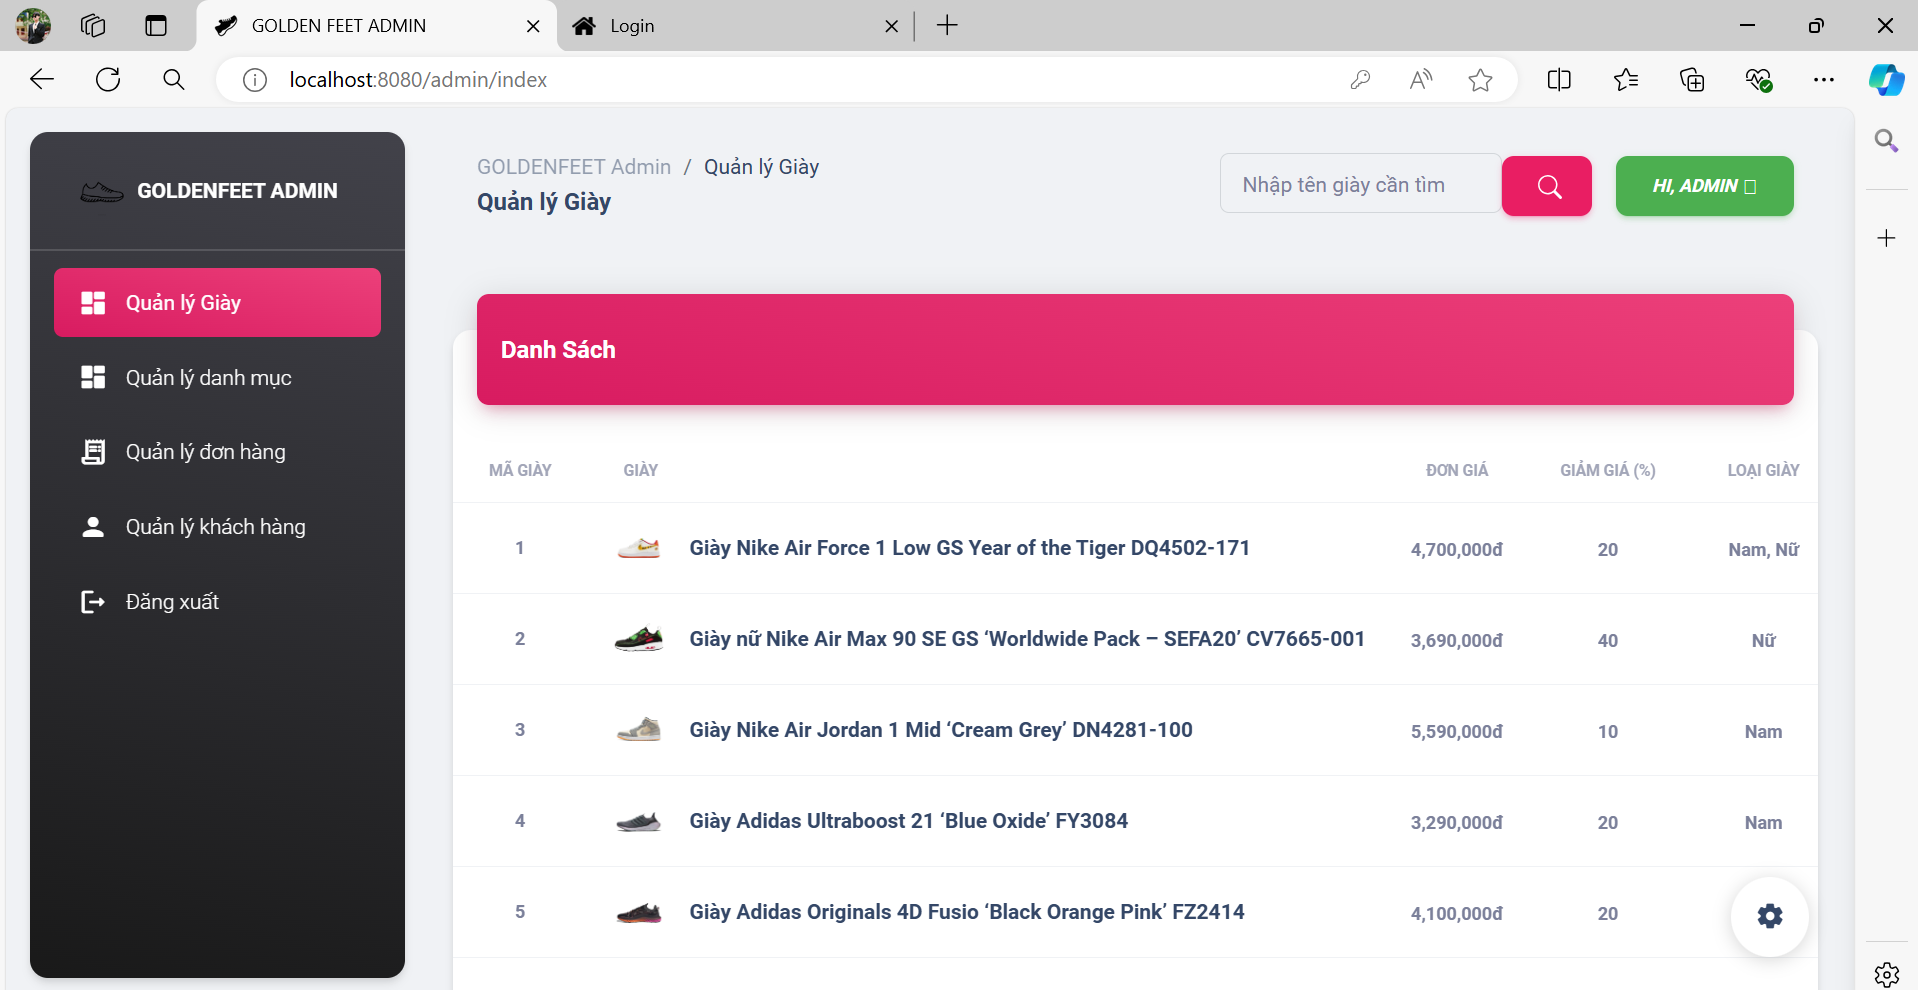 GOLDEN FEET ADMIN
Login
localhost:8080/admin/index
GOLDENFEET ADMIN
Quản lý Giày
Quản lý danh mục
Quản lý đơn hàng
Quản lý khách hàng
Đăng xuất
GOLDENFEET Admin / Quản lý Giày
Quản lý Giày
Nhập tên giày cần tìm
HI, ADMIN
Danh Sách
MÃ GIÀY GIÀY ĐƠN GIÁ GIẢM GIÁ (%) LOẠI GIÀY
1 Giày Nike Air Force 1 Low GS Year of the Tiger DQ4502-171 4,700,000đ 20 Nam, Nữ
2 Giày nữ Nike Air Max 90 SE GS ‘Worldwide Pack – SEFA20’ CV7665-001 3,690,000đ 40 Nữ
3 Giày Nike Air Jordan 1 Mid ‘Cream Grey’ DN4281-100 5,590,000đ 10 Nam
4 Giày Adidas Ultraboost 21 ‘Blue Oxide’ FY3084 3,290,000đ 20 Nam
5 Giày Adidas Originals 4D Fusio ‘Black Orange Pink’ FZ2414 4,100,000đ 20